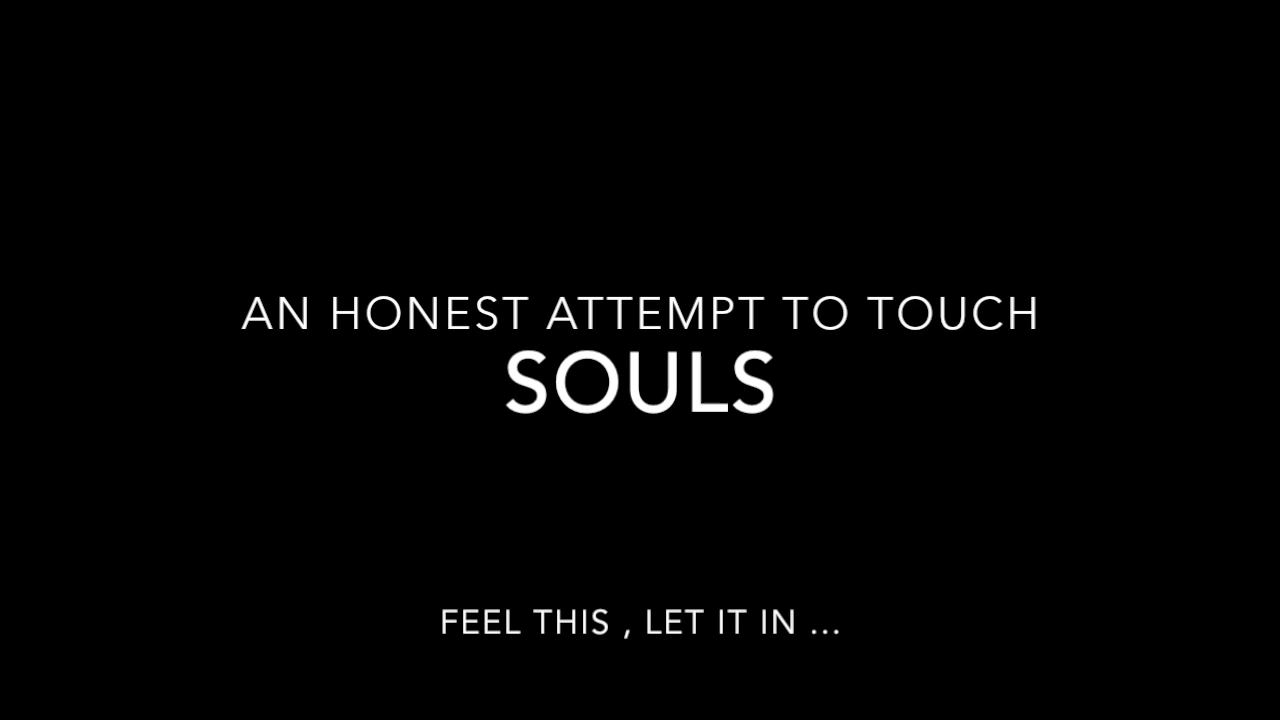 AN HONEST ATTEMPT TO TOUCH
SOULS
FEEL THIS , LET IT IN ...